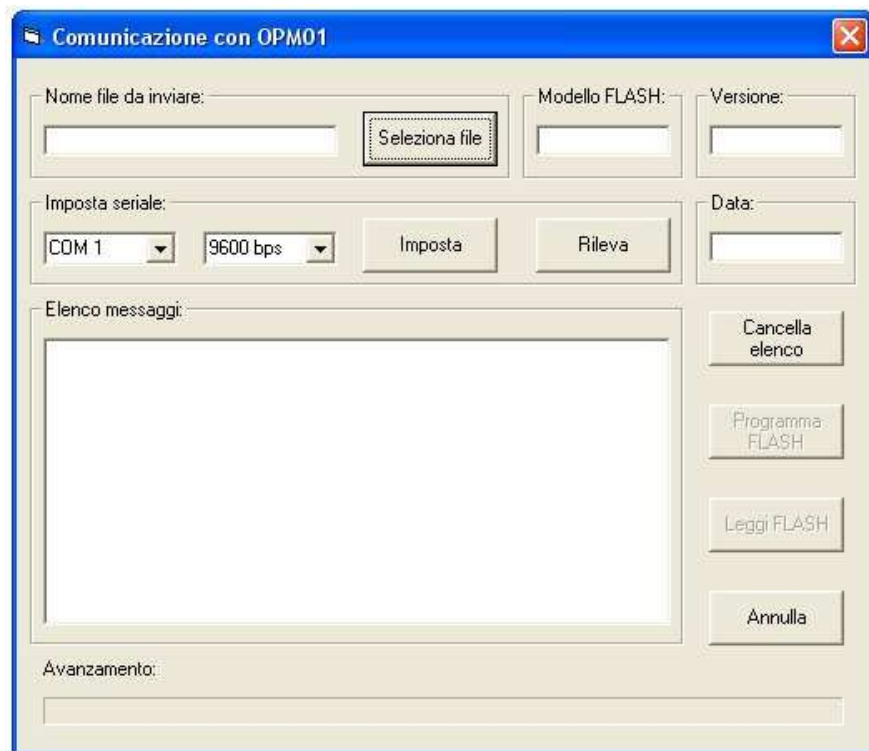 Comunicazione con OPM01
Nome file da inviare:
Seleziona file
Modello FLASH:
Versione:
Imposta seriale:
COM 1
9600 bps
Imposta
Rileva
Data:
Elenco messaggi:
Cancella
elenco
Programma
FLASH
Leggi FLASH
Annulla
Avanzamento: